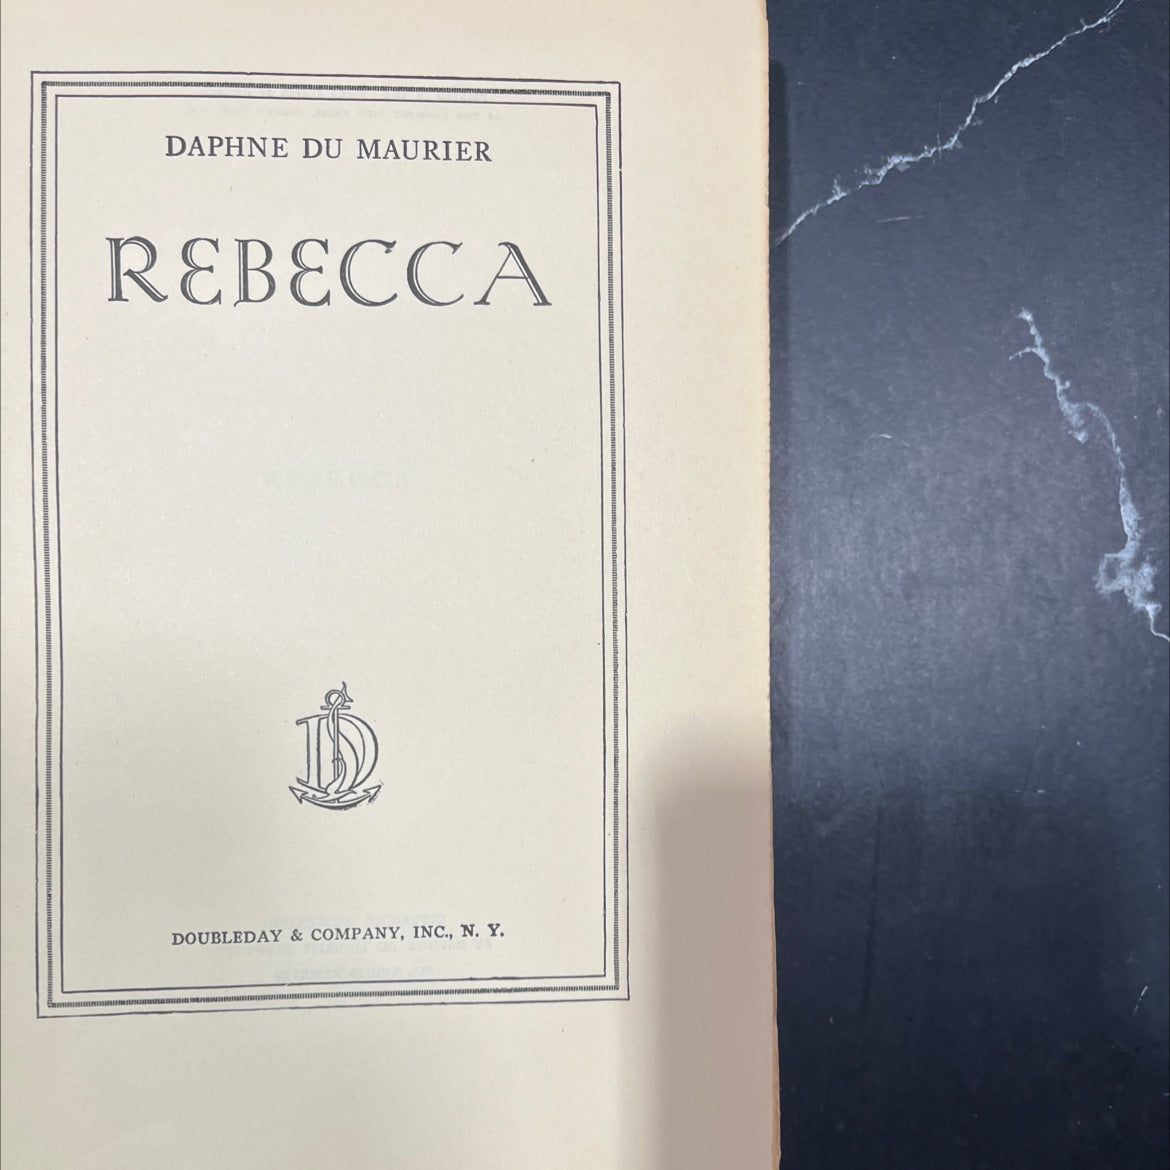 DAPHNE DU MAURIER
REBECCA
DOUBLEDAY & COMPANY, INC., N. Y.